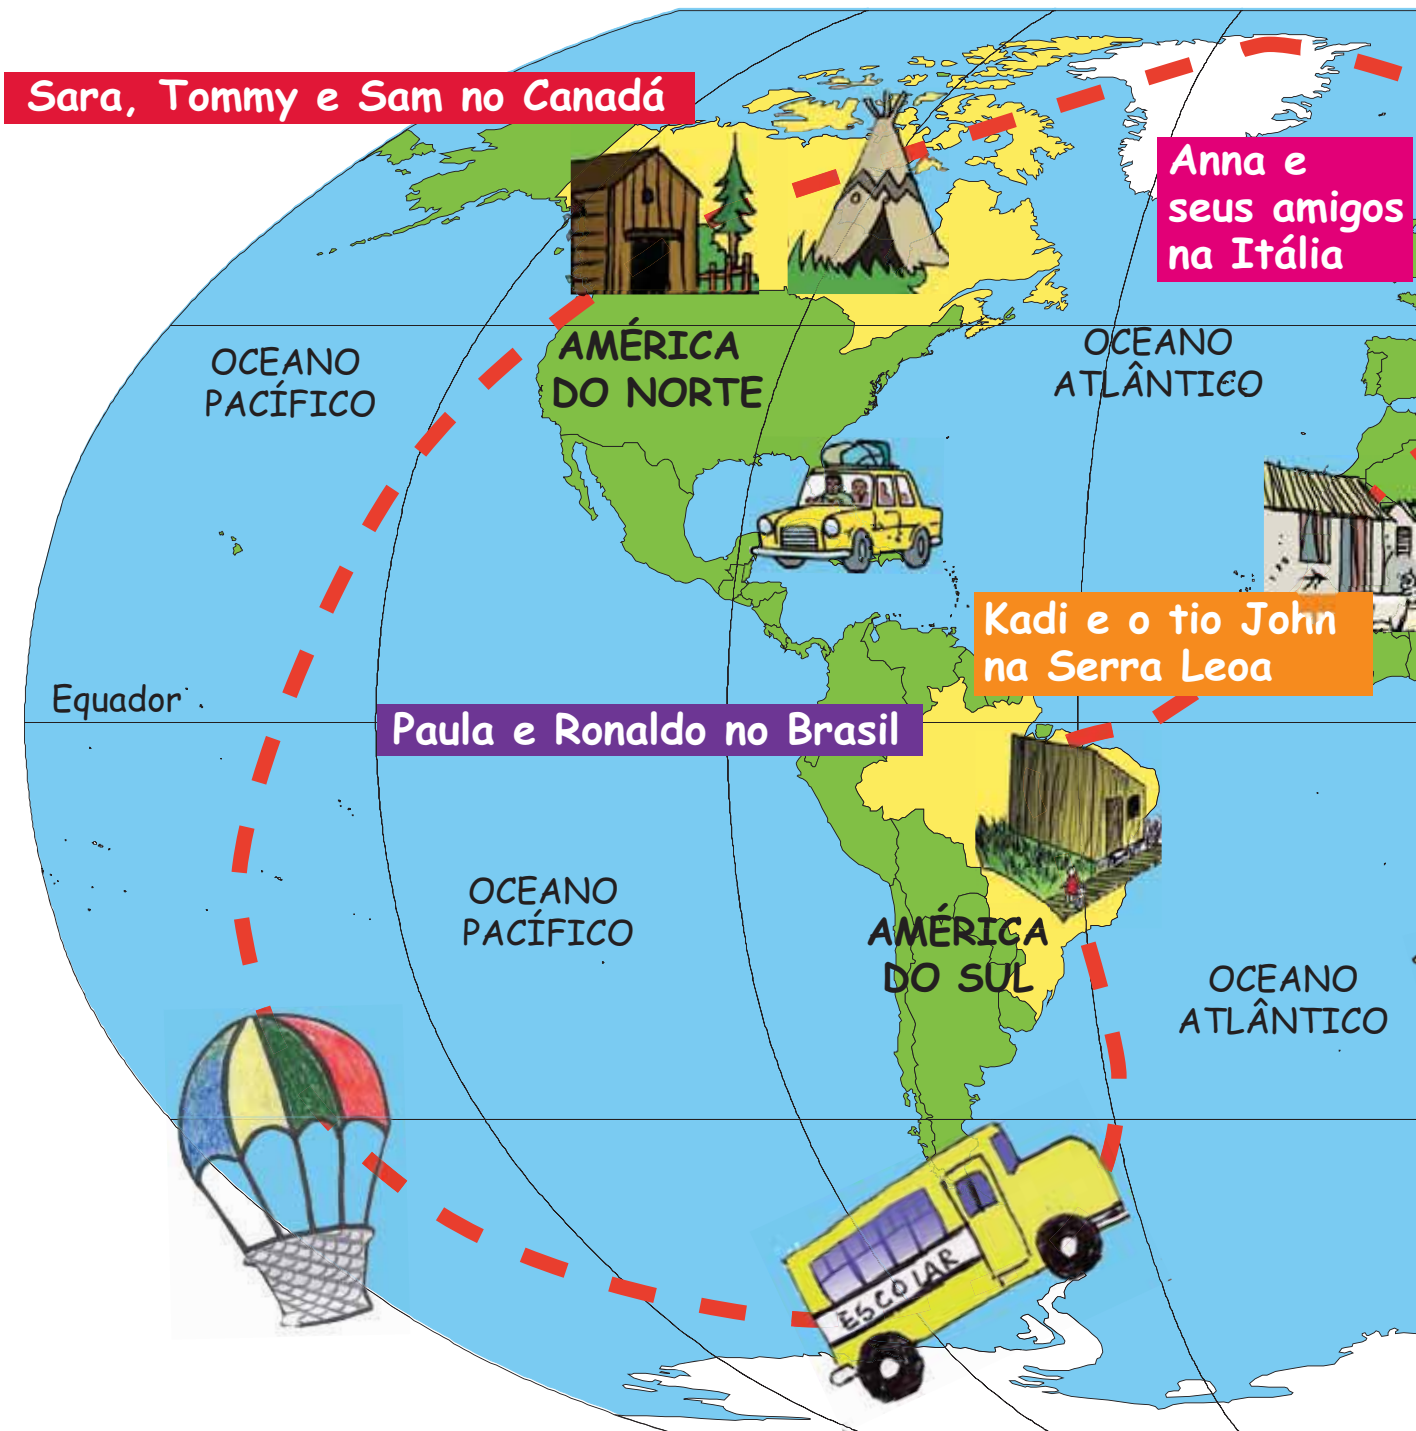 Sara, Tommy e Sam no Canadá
Anna e
seus amigos
na Itália
OCEANO
PACÍFICO
AMÉRICA
DO NORTE
OCEANO
ATLÂNTICO
Kadi e o tio John
na Serra Leoa
Equador
Paula e Ronaldo no Brasil
OCEANO
PACÍFICO
AMÉRICA
DO SUL
OCEANO
ATLÂNTICO
ESCOLAR